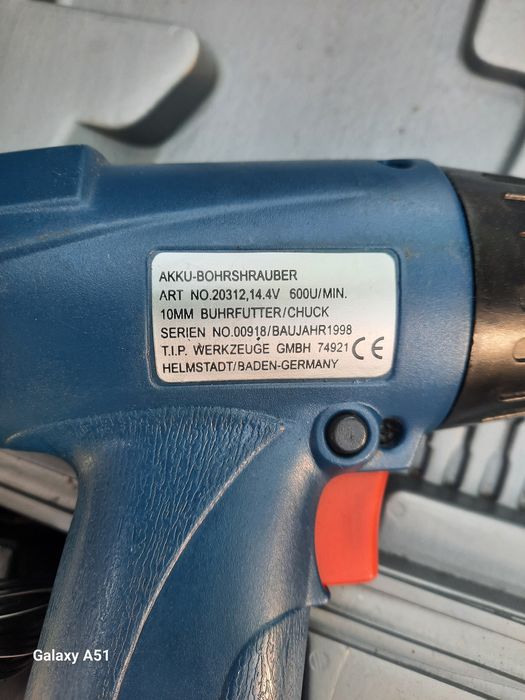 AKKU-BOHRSHRAUBER
ART NO.20312,14.4V 600U/MIN.
10MM BUHRFUTTER/CHUCK
SERIEN NO.00918/BAUJAHR1998
T.I.P. WERKZEUGE GMBH 74921 CE
HELMSTADT/BADEN-GERMANY
Galaxy A51